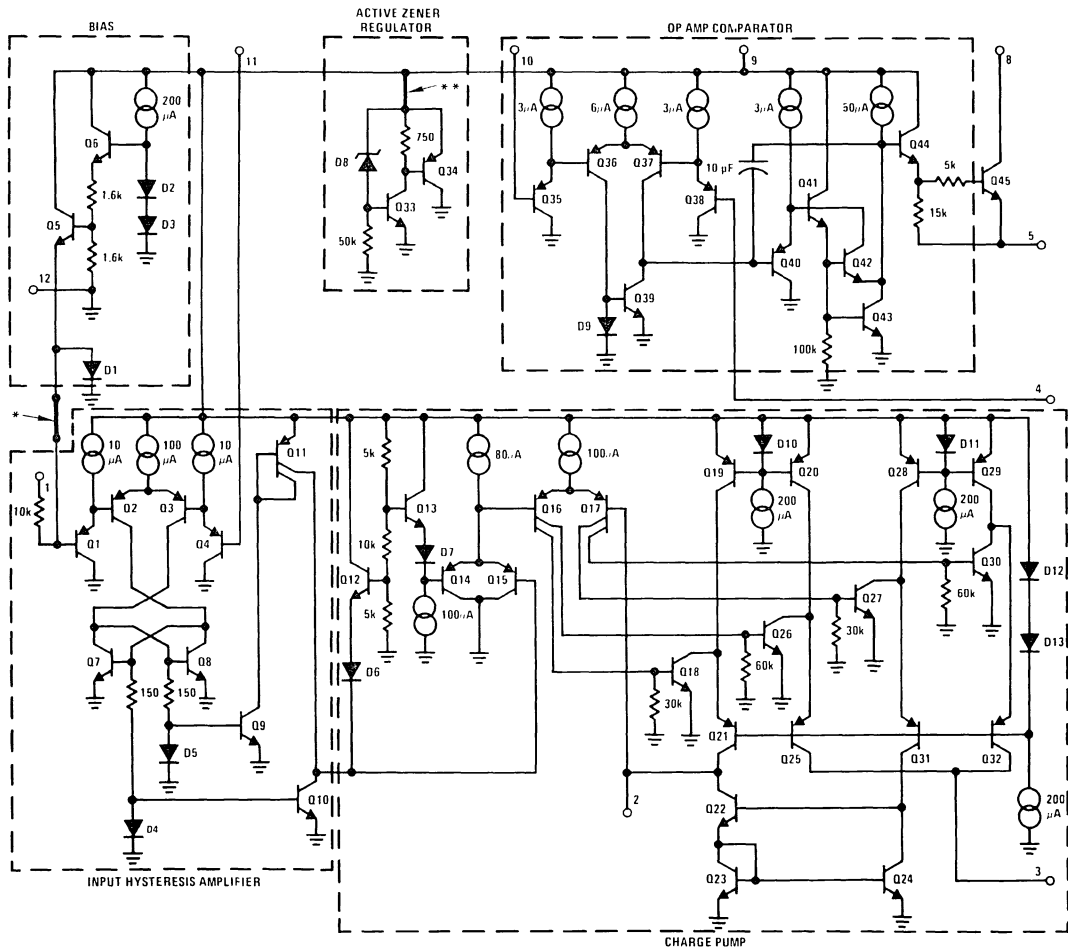 BIAS
ACTIVE ZENER
REGULATOR
OP AMP COMPARATOR
11
10
9
8
200
μA
* *
3μA
6μA
3μA
3μA
50μA
Q6
D2
D3
1.6k
Q5
1.6k
12
D1
*
D8
750
Q34
Q33
50k
Q36
Q37
10 μF
Q35
Q38
Q41
Q44
5k
Q45
15k
5
Q40
Q42
Q39
D9
Q43
100k
4
10
μA
100
μA
10
μA
Q11
1
10k
Q2
Q3
Q1
Q4
Q7
Q8
150
150
D5
Q9
Q10
D4
INPUT HYSTERESIS AMPLIFIER
5k
80μA
100μA
Q13
10k
D7
Q12
5k
Q14
Q15
100μA
D6
Q16
Q17
D10
Q19
Q20
200
μA
D11
Q28
Q29
200
μA
Q30
60k
D12
D13
Q27
30k
Q26
60k
Q18
30k
Q21
Q25
Q31
Q32
2
200
μA
Q22
Q23
Q24
3
CHARGE PUMP